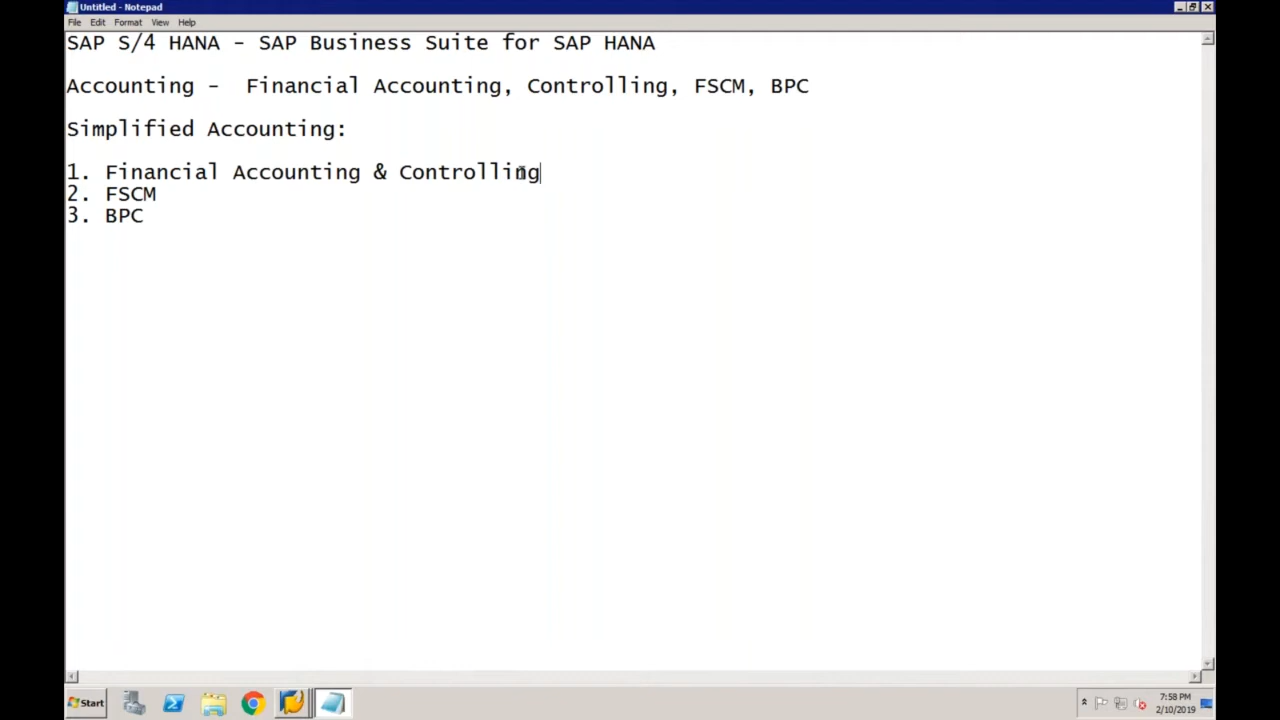 Untitled - Notepad
File Edit Format View Help
SAP S/4 HANA - SAP Business Suite for SAP HANA
Accounting -  Financial Accounting, Controlling, FSCM, BPC
Simplified Accounting:
1. Financial Accounting & Controlling
2. FSCM
3. BPC
Start
7:58 PM
2/10/2019